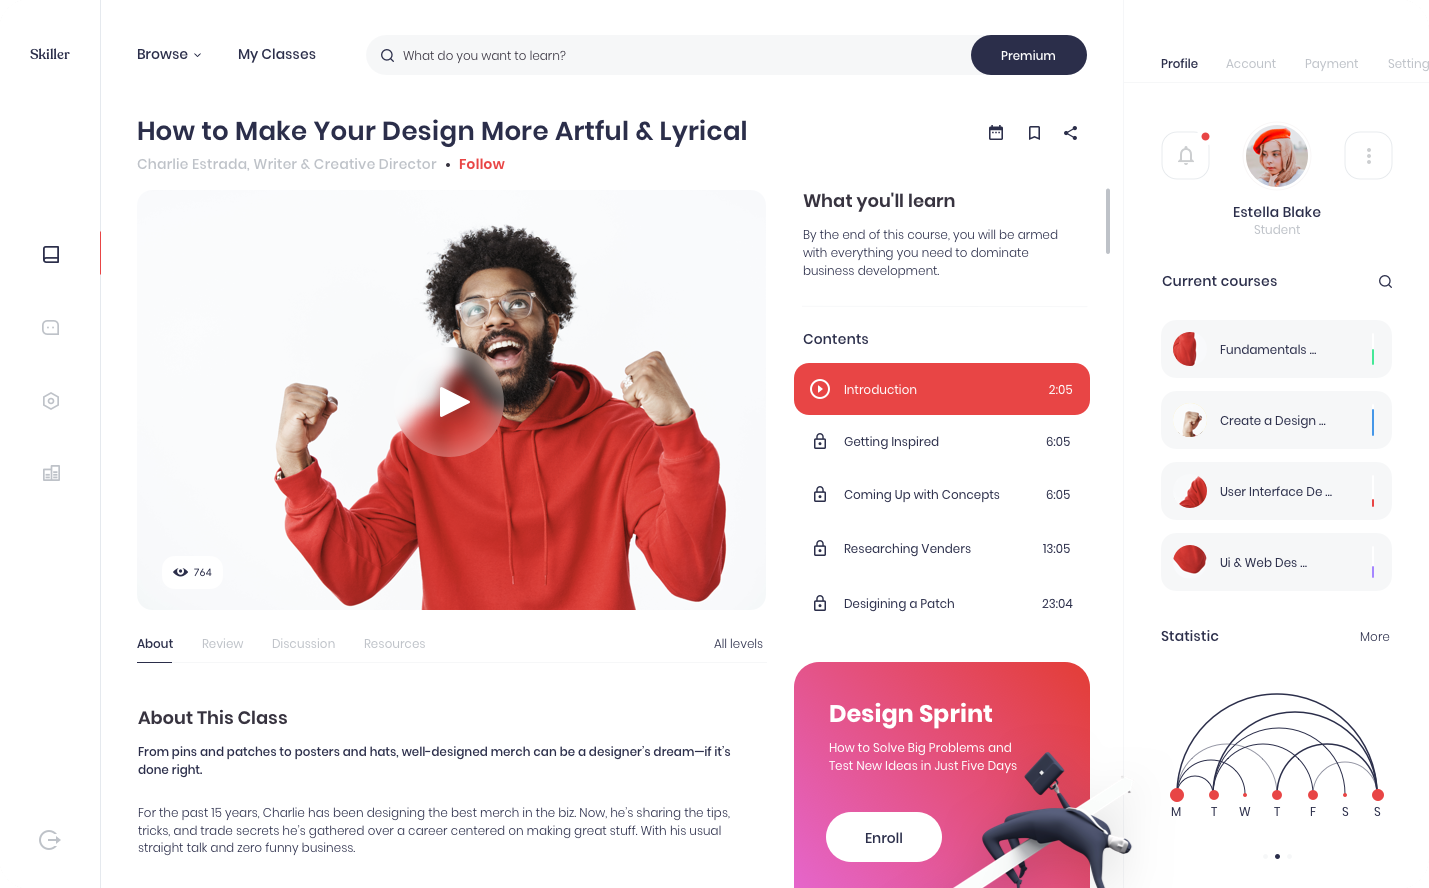 Skiller
Browse
My Classes
What do you want to learn?
Premium
How to Make Your Design More Artful & Lyrical
Charlie Estrada, Writer & Creative Director • Follow
764
About
Review
Discussion
Resources
All levels
About This Class
From pins and patches to posters and hats, well-designed merch can be a designer's dream—if it's
done right.
For the past 15 years, Charlie has been designing the best merch in the biz. Now, he's sharing the tips,
tricks, and trade secrets he's gathered over a career centered on making great stuff. With his usual
straight talk and zero funny business.
What you'll learn
By the end of this course, you will be armed
with everything you need to dominate
business development.
Contents
Introduction 2:05
Getting Inspired 6:05
Coming Up with Concepts 6:05
Researching Venders 13:05
Desigining a Patch 23:04
Design Sprint
How to Solve Big Problems and
Test New Ideas in Just Five Days
Enroll
Profile
Account
Payment
Setting
Estella Blake
Student
Current courses
Fundamentals ...
Create a Design ...
User Interface De ...
Ui & Web Des ...
Statistic
More
M T W T F S S